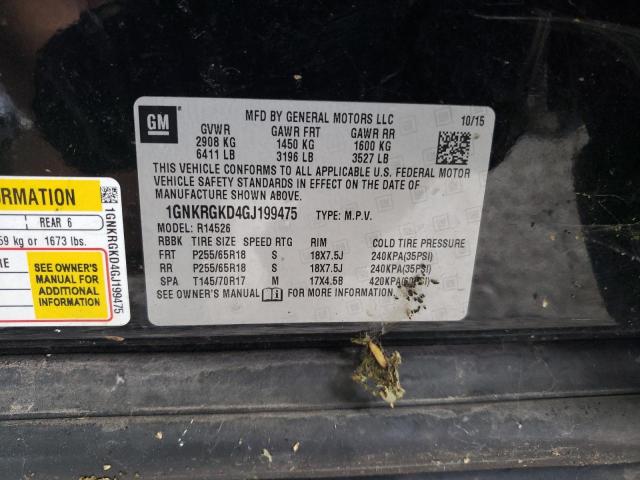 GM
MFD BY GENERAL MOTORS LLC 10/15
GVWR GAWR FRT GAWR RR
2908 KG 1450 KG 1600 KG
6411 LB 3196 LB 3527 LB
THIS VEHICLE CONFORMS TO ALL APPLICABLE U.S. FEDERAL MOTOR
VEHICLE SAFETY STANDARDS IN EFFECT ON THE DATE OF
MANUFACTURE SHOWN ABOVE.
1GNKRGKD4GJ199475 TYPE: M.P.V.
MODEL: R14526
RBBK TIRE SIZE SPEED RTG RIM COLD TIRE PRESSURE
FRT P255/65R18 S 18X7.5J 240KPA(35PSI)
RR P255/65R18 S 18X7.5J 240KPA(35PSI)
SPA T145/70R17 M 17X4.5B 420KPA(60PSI)
SEE OWNER'S MANUAL FOR MORE INFORMATION
ORMATION
REAR 6
59 kg or 1673 lbs.
SEE OWNER'S
MANUAL FOR
ADDITIONAL
INFORMATION
1GNKRGKD4GJ199475